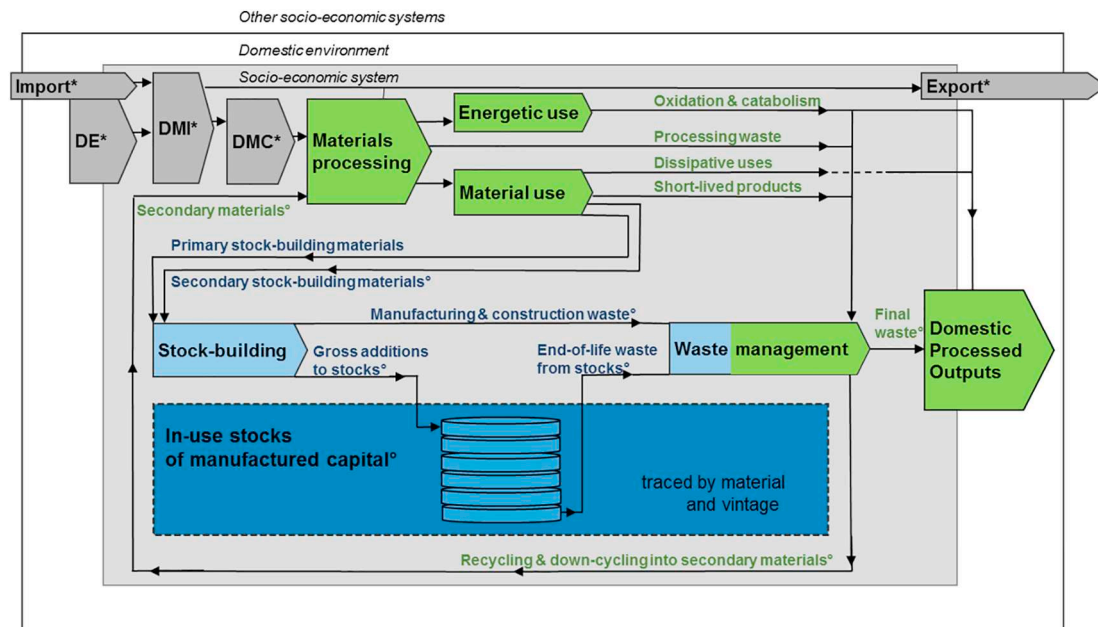 Other socio-economic systems
Domestic environment
Socio-economic system
Import*
Export*
DE*
DMI*
DMC*
Materials
processing
Energetic use
Oxidation & catabolism
Processing waste
Dissipative uses
Material use
Short-lived products
Secondary materials°
Primary stock-building materials
Secondary stock-building materials°
Manufacturing & construction waste°
Stock-building
Gross additions
to stocks°
End-of-life waste
from stocks°
Waste management
Final
waste°
Domestic
Processed
Outputs
In-use stocks
of manufactured capital°
traced by material
and vintage
Recycling & down-cycling into secondary materials°